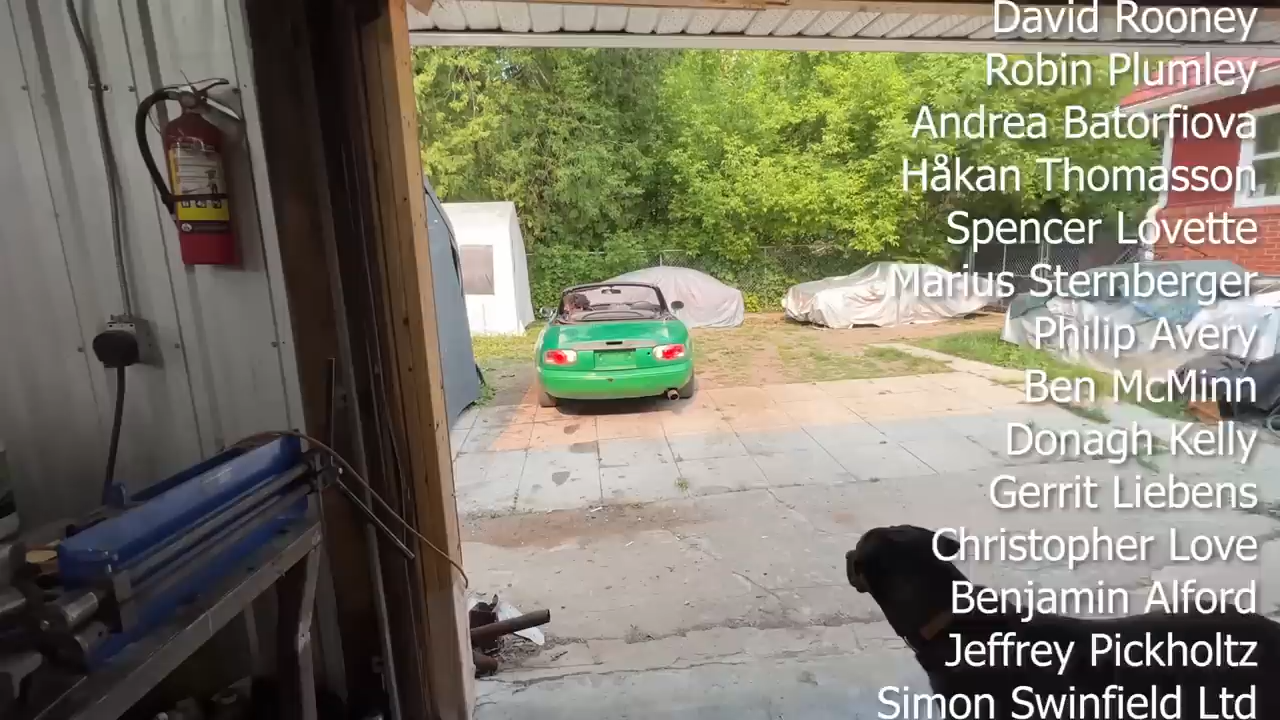 David Rooney
Robin Plumley
Andrea Batorfiova
Håkan Thomasson
Spencer Lovette
Marius Sternberger
Philip Avery
Ben McMinn
Donagh Kelly
Gerrit Liebens
Christopher Love
Benjamin Alford
Jeffrey Pickholtz
Simon Swinfield Ltd